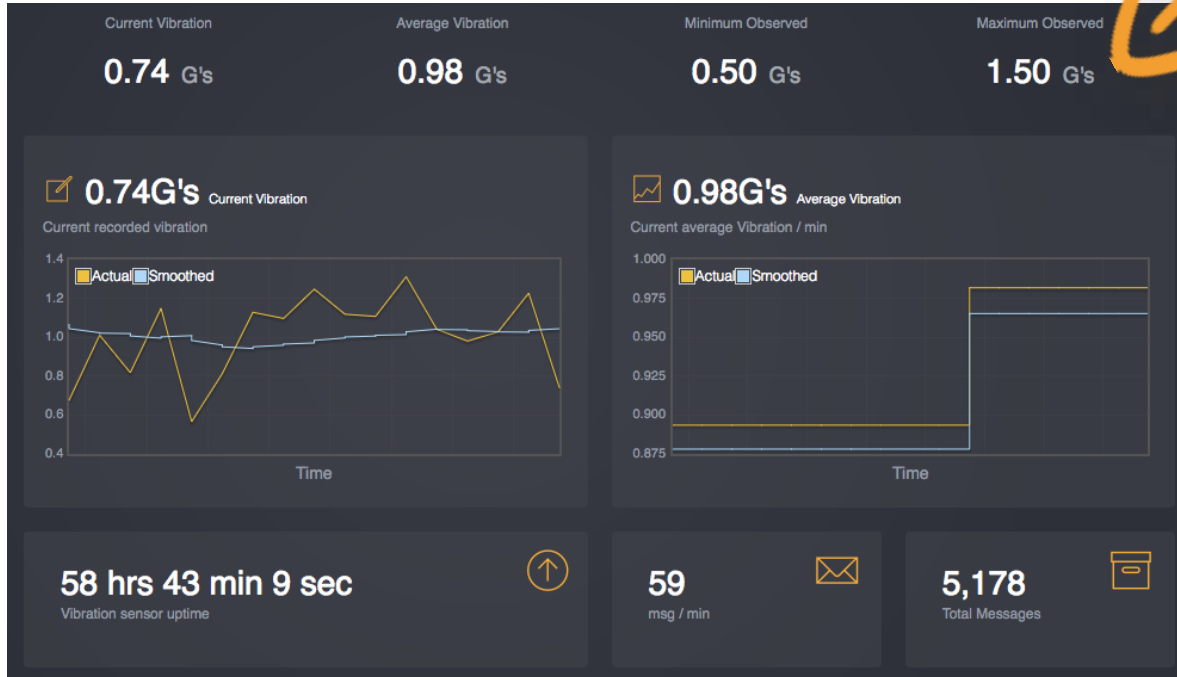 Current Vibration
Average Vibration
Minimum Observed
Maximum Observed
0.74 G's
0.98 G's
0.50 G's
1.50 G's
0.74G's Current Vibration
Current recorded vibration
1.4
1.2
1.0
0.8
0.6
0.4
Actual Smoothed
Time
0.98G's Average Vibration
Current average Vibration / min
1.000
0.975
0.950
0.925
0.900
0.875
Actual Smoothed
Time
58 hrs 43 min 9 sec
Vibration sensor uptime
59
msg / min
5,178
Total Messages